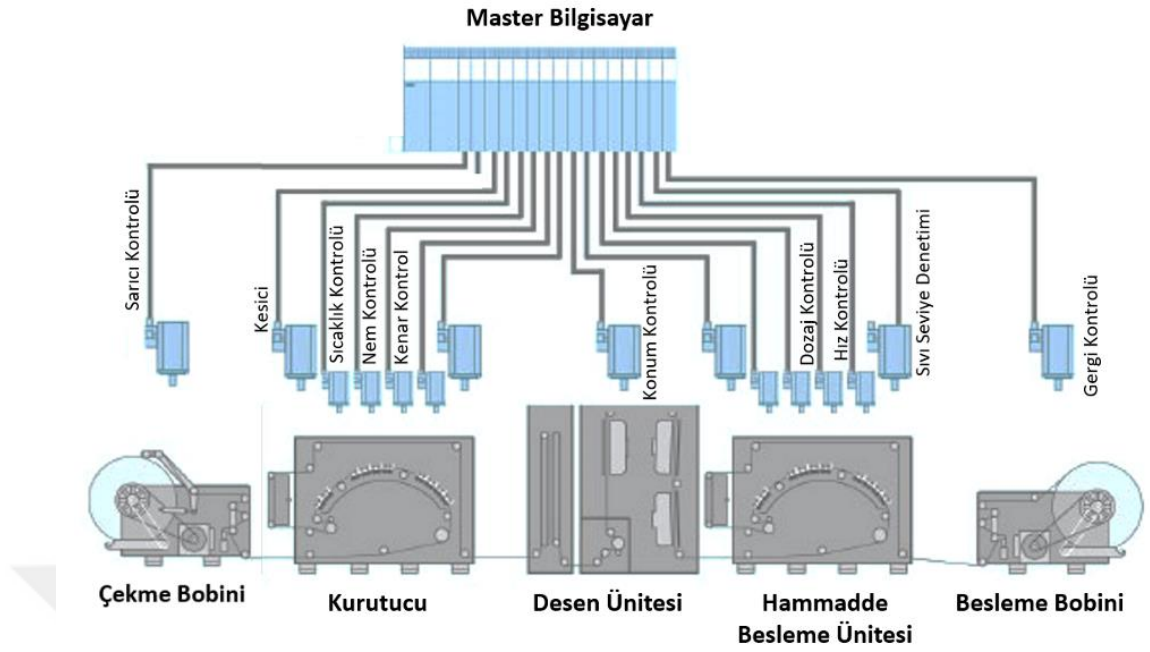 Master Bilgisayar
Sarıcı Kontrolü
Kesici
Sıcaklık Kontrolü
Nem Kontrolü
Kenar Kontrol
Konum Kontrolü
Dozaj Kontrolü
Hız Kontrolü
Sıvı Seviye Denetimi
Gergi Kontrolü
Çekme Bobini
Kurutucu
Desen Ünitesi
Hammadde
Besleme Ünitesi
Besleme Bobini